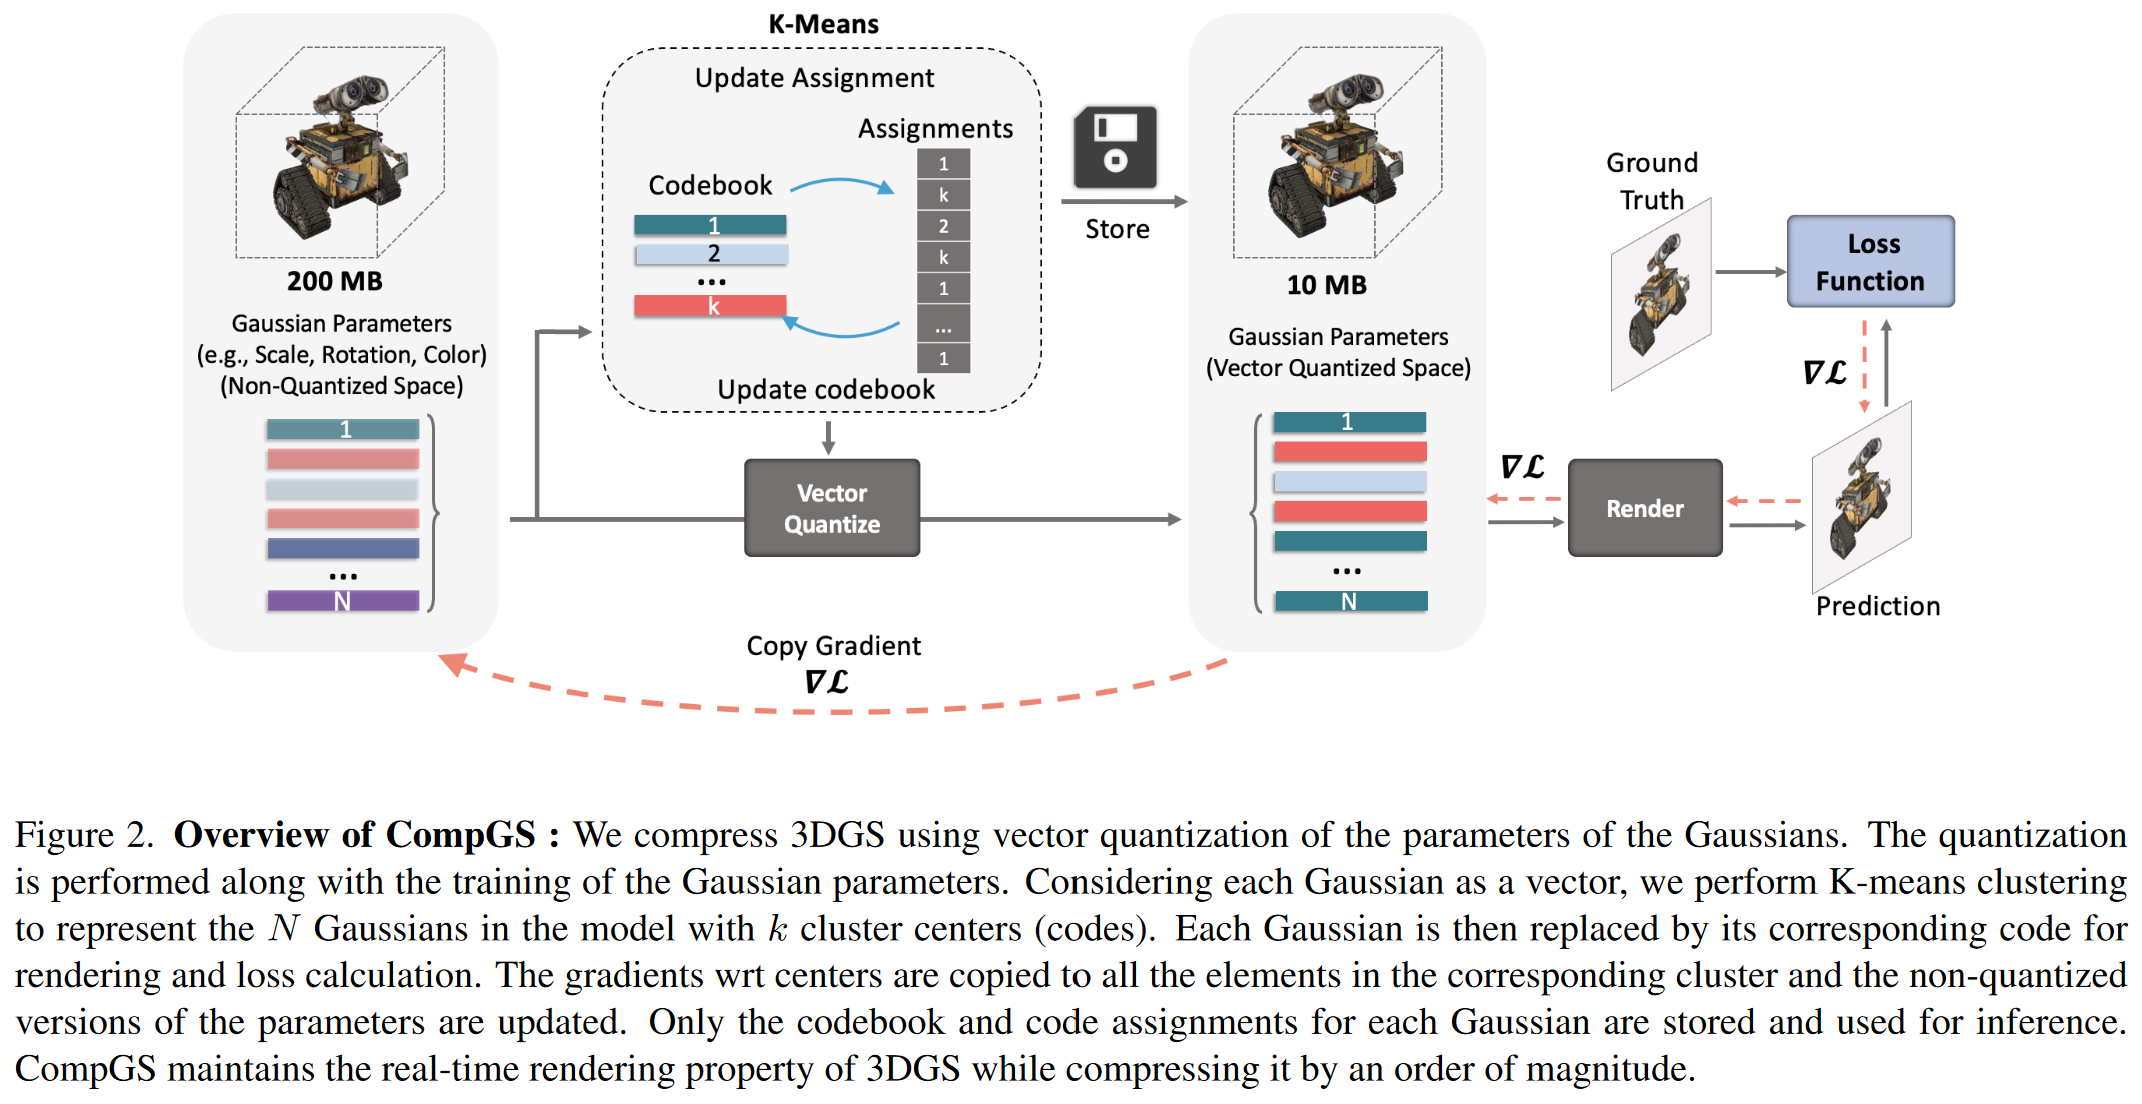 K-Means
Update Assignment
Assignments
1
k
2
k
1
...
1
Codebook
1
2
...
k
Update codebook
200 MB
Gaussian Parameters
(e.g., Scale, Rotation, Color)
(Non-Quantized Space)
1
...
N
Vector
Quantize
Store
10 MB
Gaussian Parameters
(Vector Quantized Space)
1
...
N
Copy Gradient
∇ℒ
∇ℒ
Render
Ground
Truth
Loss
Function
∇ℒ
Prediction
Figure 2. Overview of CompGS : We compress 3DGS using vector quantization of the parameters of the Gaussians. The quantization
is performed along with the training of the Gaussian parameters. Considering each Gaussian as a vector, we perform K-means clustering
to represent the N Gaussians in the model with k cluster centers (codes). Each Gaussian is then replaced by its corresponding code for
rendering and loss calculation. The gradients wrt centers are copied to all the elements in the corresponding cluster and the non-quantized
versions of the parameters are updated. Only the codebook and code assignments for each Gaussian are stored and used for inference.
CompGS maintains the real-time rendering property of 3DGS while compressing it by an order of magnitude.